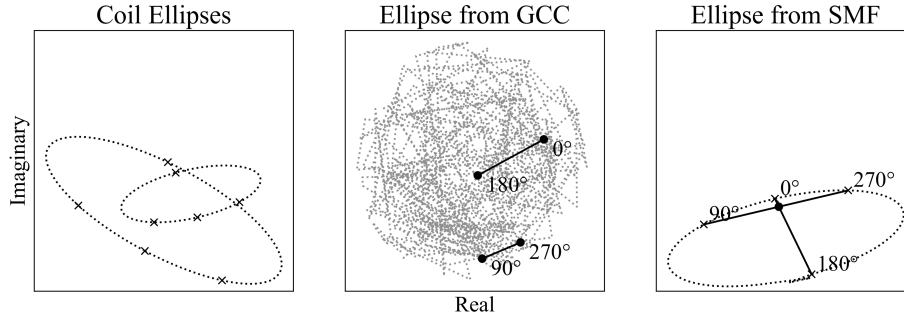 Coil Ellipses
Ellipse from GCC
Ellipse from SMF
Imaginary
0°
180°
270°
90°
0°
270°
90°
180°
Real